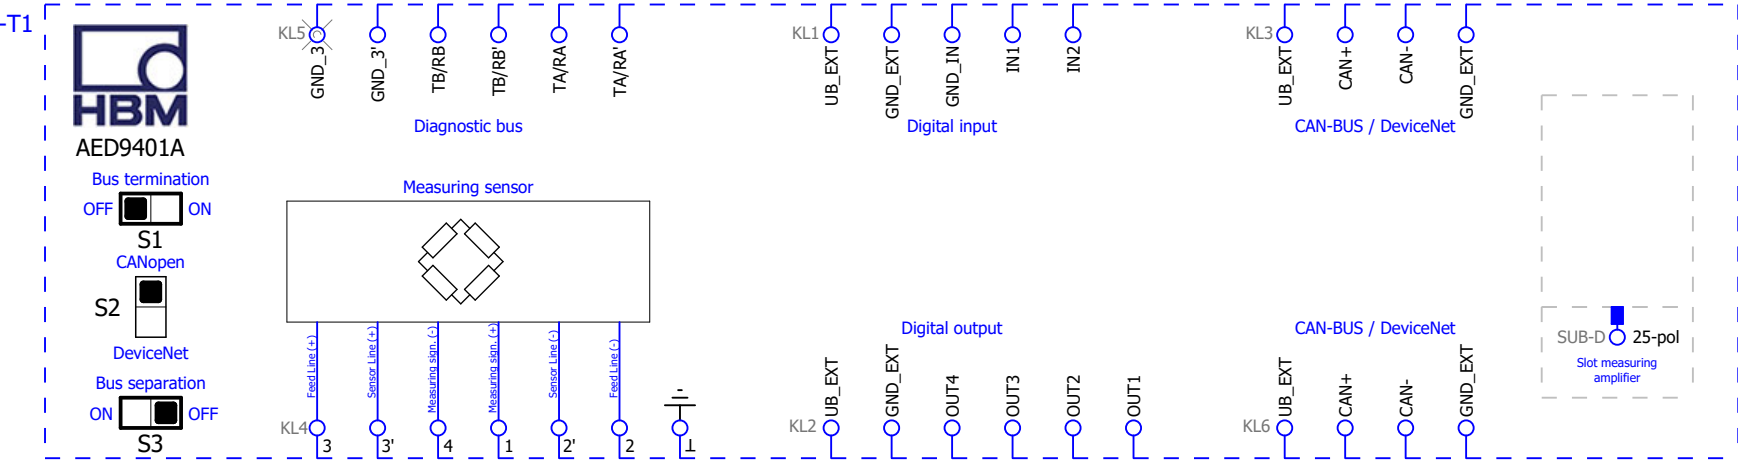 -T1
HBM
AED9401A
Bus termination
OFF ON
S1
CANopen
S2
DeviceNet
Bus separation
ON OFF
S3
KL5
GND_3
GND_3'
TB/RB
TB/RB'
TA/RA
TA/RA'
Diagnostic bus
KL1
UB_EXT
GND_EXT
GND_IN
IN1
IN2
Digital input
KL3
UB_EXT
CAN+
CAN-
GND_EXT
CAN-BUS / DeviceNet
Measuring sensor
Feed Line (+)
Sensor Line (+)
Measuring sign. (-)
Measuring sign. (+)
Sensor Line (-)
Feed Line (-)
KL4
3
3'
4
1
2'
2
⊥
Digital output
KL2
UB_EXT
GND_EXT
OUT4
OUT3
OUT2
OUT1
CAN-BUS / DeviceNet
KL6
UB_EXT
CAN+
CAN-
GND_EXT
SUB-D 25-pol
Slot measuring
amplifier